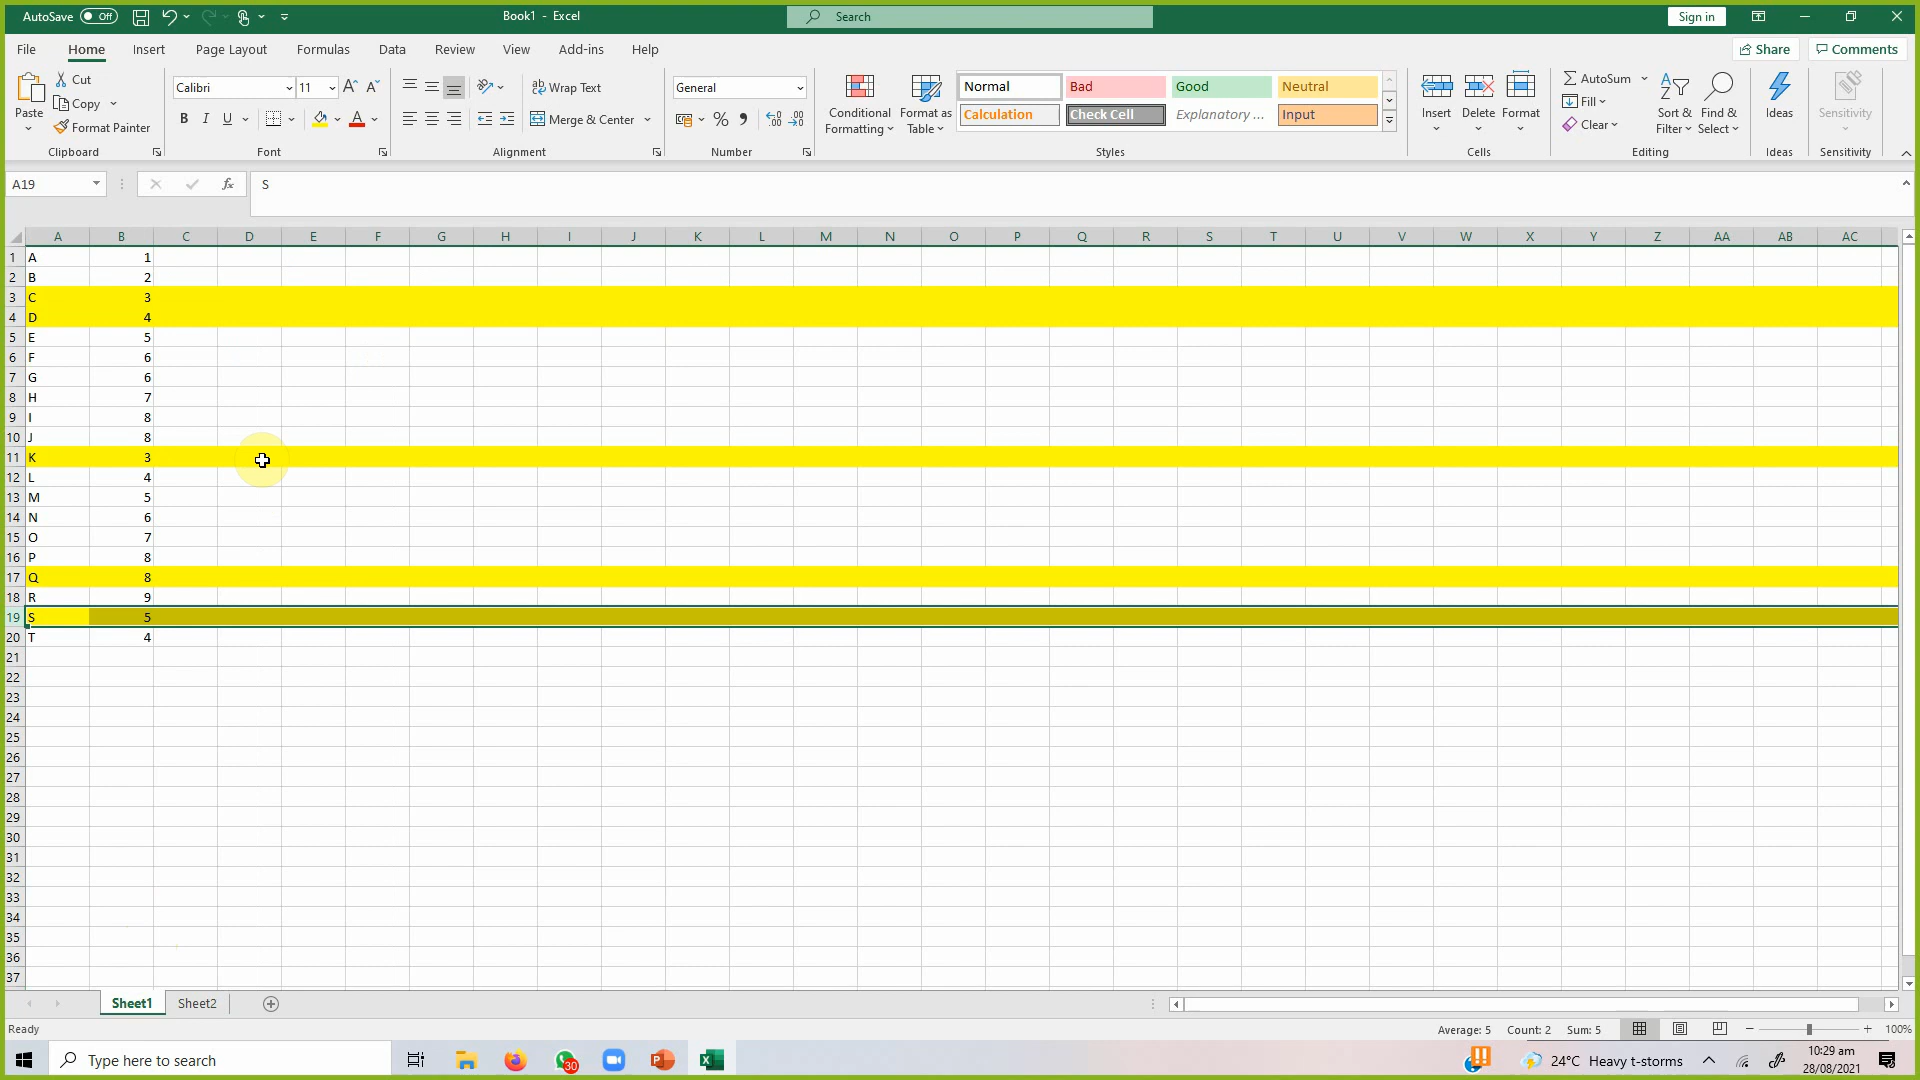 AutoSave Off Book1 - Excel Search Sign in
File Home Insert Page Layout Formulas Data Review View Add-ins Help Share Comments
Paste Cut Copy Format Painter
Clipboard
Calibri 11 A A
B I U A
Font
Wrap Text
Merge & Center
Alignment
General
% 9
Number
Conditional Formatting
Format as Table
Normal Bad Good Neutral
Calculation Check Cell Explanatory ... Input
Styles
Insert Delete Format
Cells
AutoSum
Fill
Clear
Sort & Filter
Find & Select
Editing
Ideas
Ideas
Sensitivity
Sensitivity
A19 fx S
A B C D E F G H I J K L M N O P Q R S T U V W X Y Z AA AB AC
1 A 1
2 B 2
3 C 3
4 D 4
5 E 5
6 F 6
7 G 6
8 H 7
9 I 8
10 J 8
11 K 3
12 L 4
13 M 5
14 N 6
15 O 7
16 P 8
17 Q 8
18 R 9
19 S 5
20 T 4
21
22
23
24
25
26
27
28
29
30
31
32
33
34
35
36
37
Sheet1 Sheet2
Ready Average: 5 Count: 2 Sum: 5 100%
Type here to search 30 24°C Heavy t-storms 10:29 am
28/08/2021